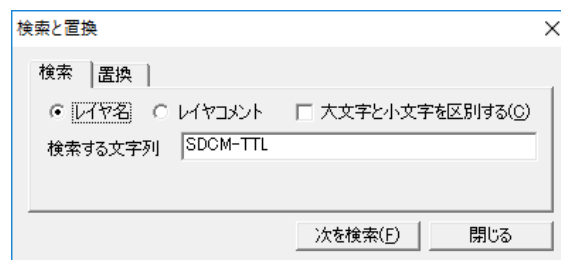 検索と置換
検索 置換
レイヤ名 レイヤコメント 大文字と小文字を区別する(C)
検索する文字列 SDCM-TTL
次を検索(F) 閉じる